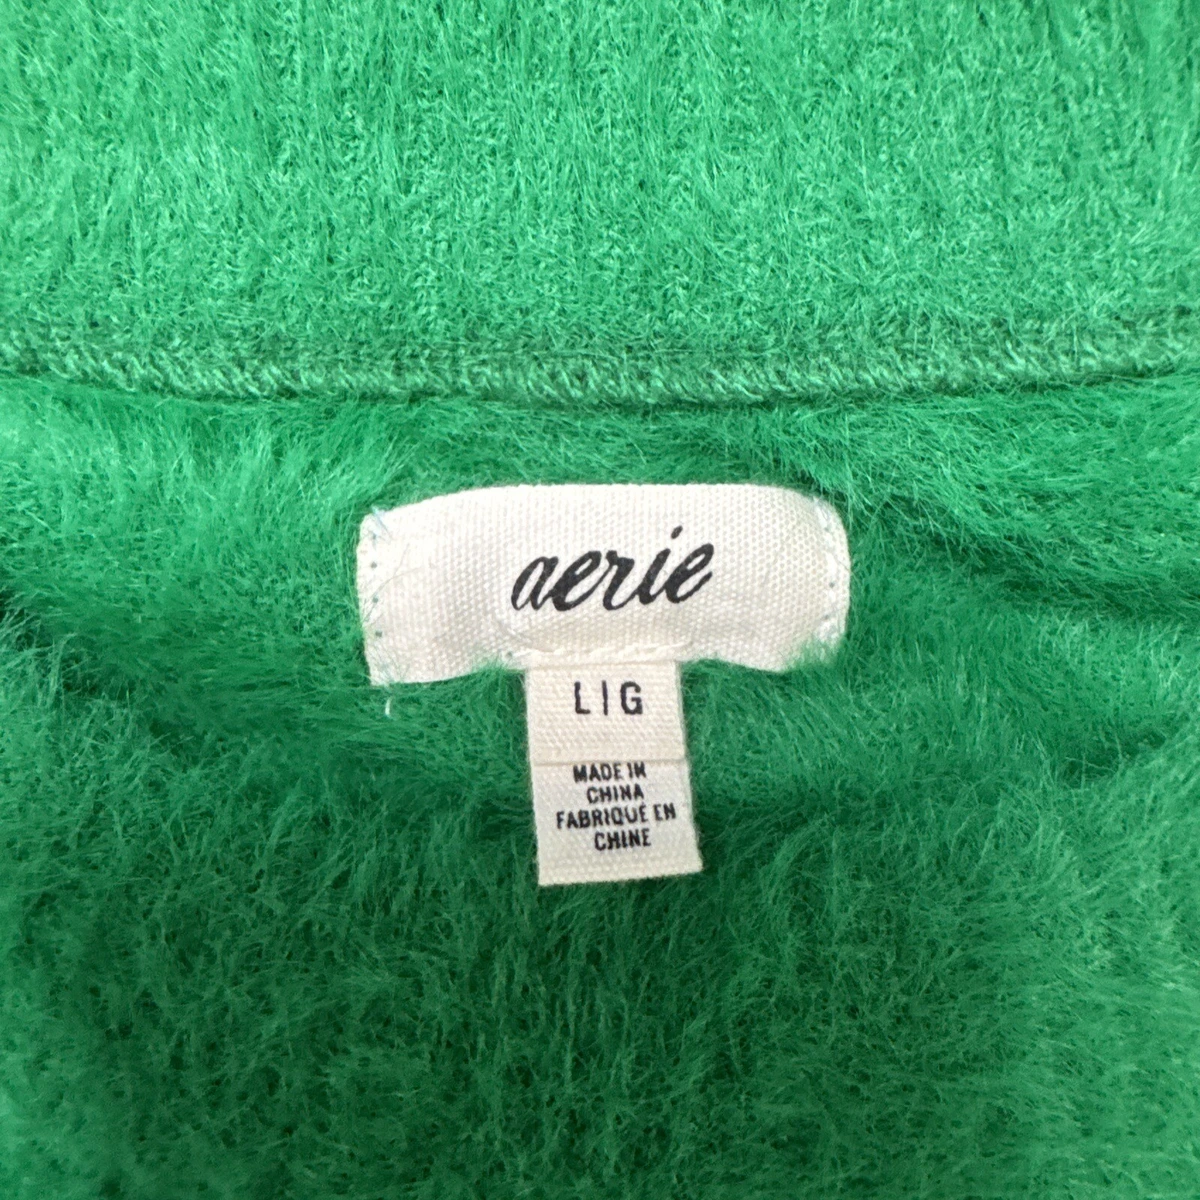 aerie
L|G
MADE IN
CHINA
FABRIQUÉ EN
CHINE